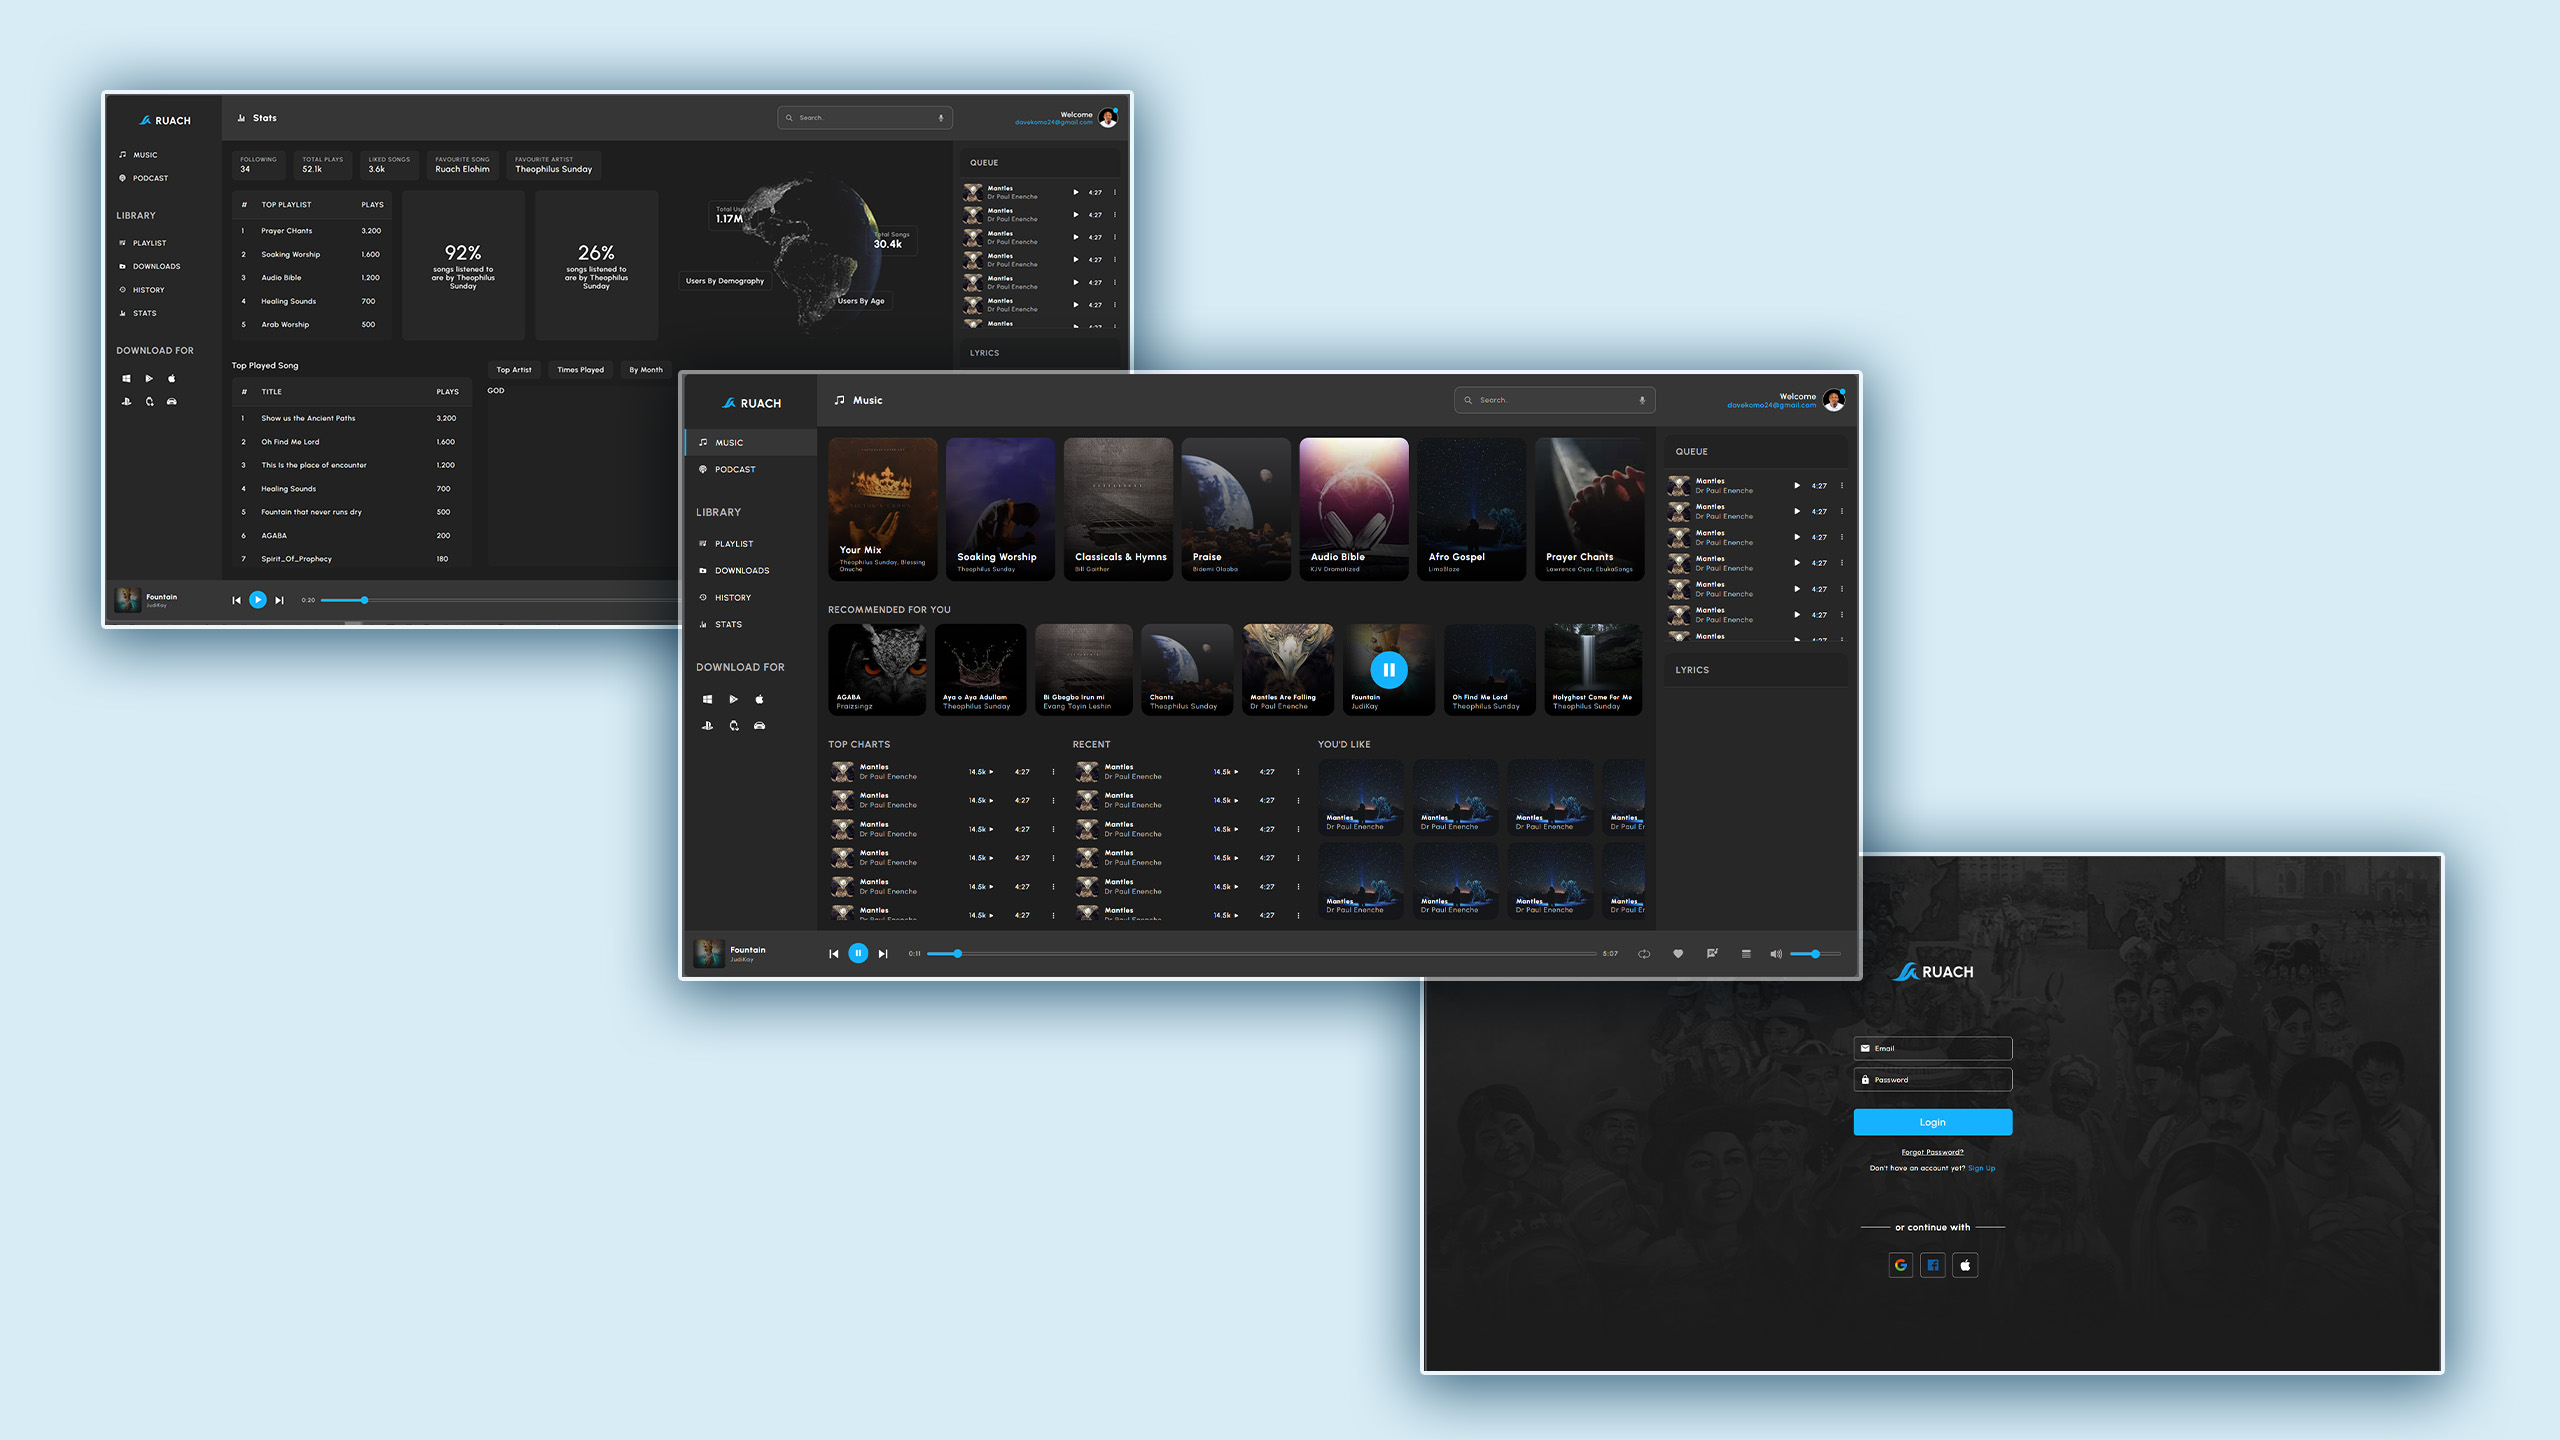 RUACH
MUSIC
PODCAST
LIBRARY
PLAYLIST
DOWNLOADS
HISTORY
STATS
DOWNLOAD FOR
Stats
Search..
Welcome
davekomo24@gmail.com
FOLLOWING
34
TOTAL PLAYS
52.1k
LIKED SONGS
3.6k
FAVOURITE SONG
Ruach Elohim
FAVOURITE ARTIST
Theophilus Sunday
# TOP PLAYLIST PLAYS
1 Prayer CHants 3,200
2 Soaking Worship 1,600
3 Audio Bible 1,200
4 Healing Sounds 700
5 Arab Worship 500
92%
songs listened to
are by Theophilus
Sunday
26%
songs listened to
are by Theophilus
Sunday
Total Users
1.17M
Total Songs
30.4k
Users By Demography
Users By Age
QUEUE
Mantles
Dr Paul Enenche
4:27
Mantles
Dr Paul Enenche
4:27
Mantles
Dr Paul Enenche
4:27
Mantles
Dr Paul Enenche
4:27
Mantles
Dr Paul Enenche
4:27
Mantles
Dr Paul Enenche
4:27
Mantles
4:27
LYRICS
Top Played Song
# TITLE PLAYS
1 Show us the Ancient Paths 3,200
2 Oh Find Me Lord 1,600
3 This Is the place of encounter 1,200
4 Healing Sounds 700
5 Fountain that never runs dry 500
6 AGABA 200
7 Spirit_Of_Prophecy 180
Top Artist
Times Played
By Month
GOD
Fountain
JudiKay
0:20
RUACH
MUSIC
PODCAST
LIBRARY
PLAYLIST
DOWNLOADS
HISTORY
STATS
DOWNLOAD FOR
Music
Search..
Welcome
davekomo24@gmail.com
Your Mix
Theophilus Sunday, Blessing
Onuche
Soaking Worship
Theophilus Sunday
Classicals & Hymns
Bill Gaither
Praise
Bidemi Olaoba
Audio Bible
KJV Dramatized
Afro Gospel
LimoBlaze
Prayer Chants
Lawrence Oyor, EbukaSongs
RECOMMENDED FOR YOU
AGABA
Praizsingz
Aya o Aya Adullam
Theophilus Sunday
Bi Gbogbo Irun mi
Evang Toyin Leshin
Chants
Theophilus Sunday
Mantles Are Falling
Dr Paul Enenche
Fountain
JudiKay
Oh Find Me Lord
Theophilus Sunday
Holyghost Come For Me
Theophilus Sunday
TOP CHARTS
Mantles
Dr Paul Enenche
14.5k 4:27
Mantles
Dr Paul Enenche
14.5k 4:27
Mantles
Dr Paul Enenche
14.5k 4:27
Mantles
Dr Paul Enenche
14.5k 4:27
Mantles
Dr Paul Enenche
14.5k 4:27
Mantles
Dr Paul Enenche
14.5k 4:27
RECENT
Mantles
Dr Paul Enenche
14.5k 4:27
Mantles
Dr Paul Enenche
14.5k 4:27
Mantles
Dr Paul Enenche
14.5k 4:27
Mantles
Dr Paul Enenche
14.5k 4:27
Mantles
Dr Paul Enenche
14.5k 4:27
Mantles
Dr Paul Enenche
14.5k 4:27
YOU'D LIKE
Mantles
Dr Paul Enenche
Mantles
Dr Paul Enenche
Mantles
Dr Paul Enenche
Mantles
Dr Paul Er
Mantles
Dr Paul Enenche
Mantles
Dr Paul Enenche
Mantles
Dr Paul Enenche
Mantles
Dr Paul Er
QUEUE
Mantles
Dr Paul Enenche
4:27
Mantles
Dr Paul Enenche
4:27
Mantles
Dr Paul Enenche
4:27
Mantles
Dr Paul Enenche
4:27
Mantles
Dr Paul Enenche
4:27
Mantles
Dr Paul Enenche
4:27
Mantles
4:27
LYRICS
Fountain
JudiKay
0:11
5:07
RUACH
Email
Password
Login
Forgot Password?
Don't have an account yet? Sign Up
or continue with